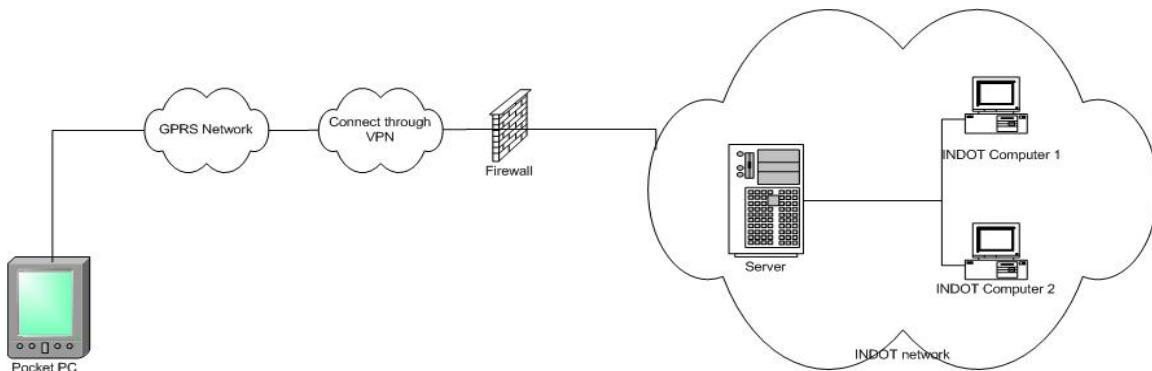 GPRS Network
Connect through
VPN
Firewall
Pocket PC
Server
INDOT Computer 1
INDOT Computer 2
INDOT network